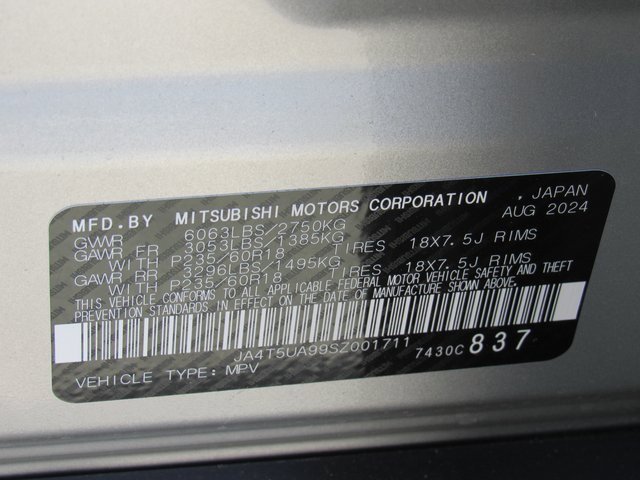 MFD.BY MITSUBISHI MOTORS CORPORATION , JAPAN
GVWR 6063LBS/2750KG AUG 2024
GAWR FR 3053LBS/1385KG
WITH P235/60R18 TIRES 18X7.5J RIMS
GAWR RR 3296LBS/1495KG
WITH P235/60R18 TIRES 18X7.5J RIMS
THIS VEHICLE CONFORMS TO ALL APPLICABLE FEDERAL MOTOR VEHICLE SAFETY AND THEFT
PREVENTION STANDARDS IN EFFECT ON THE DATE OF MANUFACTURE SHOWN ABOVE.
JA4T5UA99SZ001711 7430C 837
VEHICLE TYPE: MPV